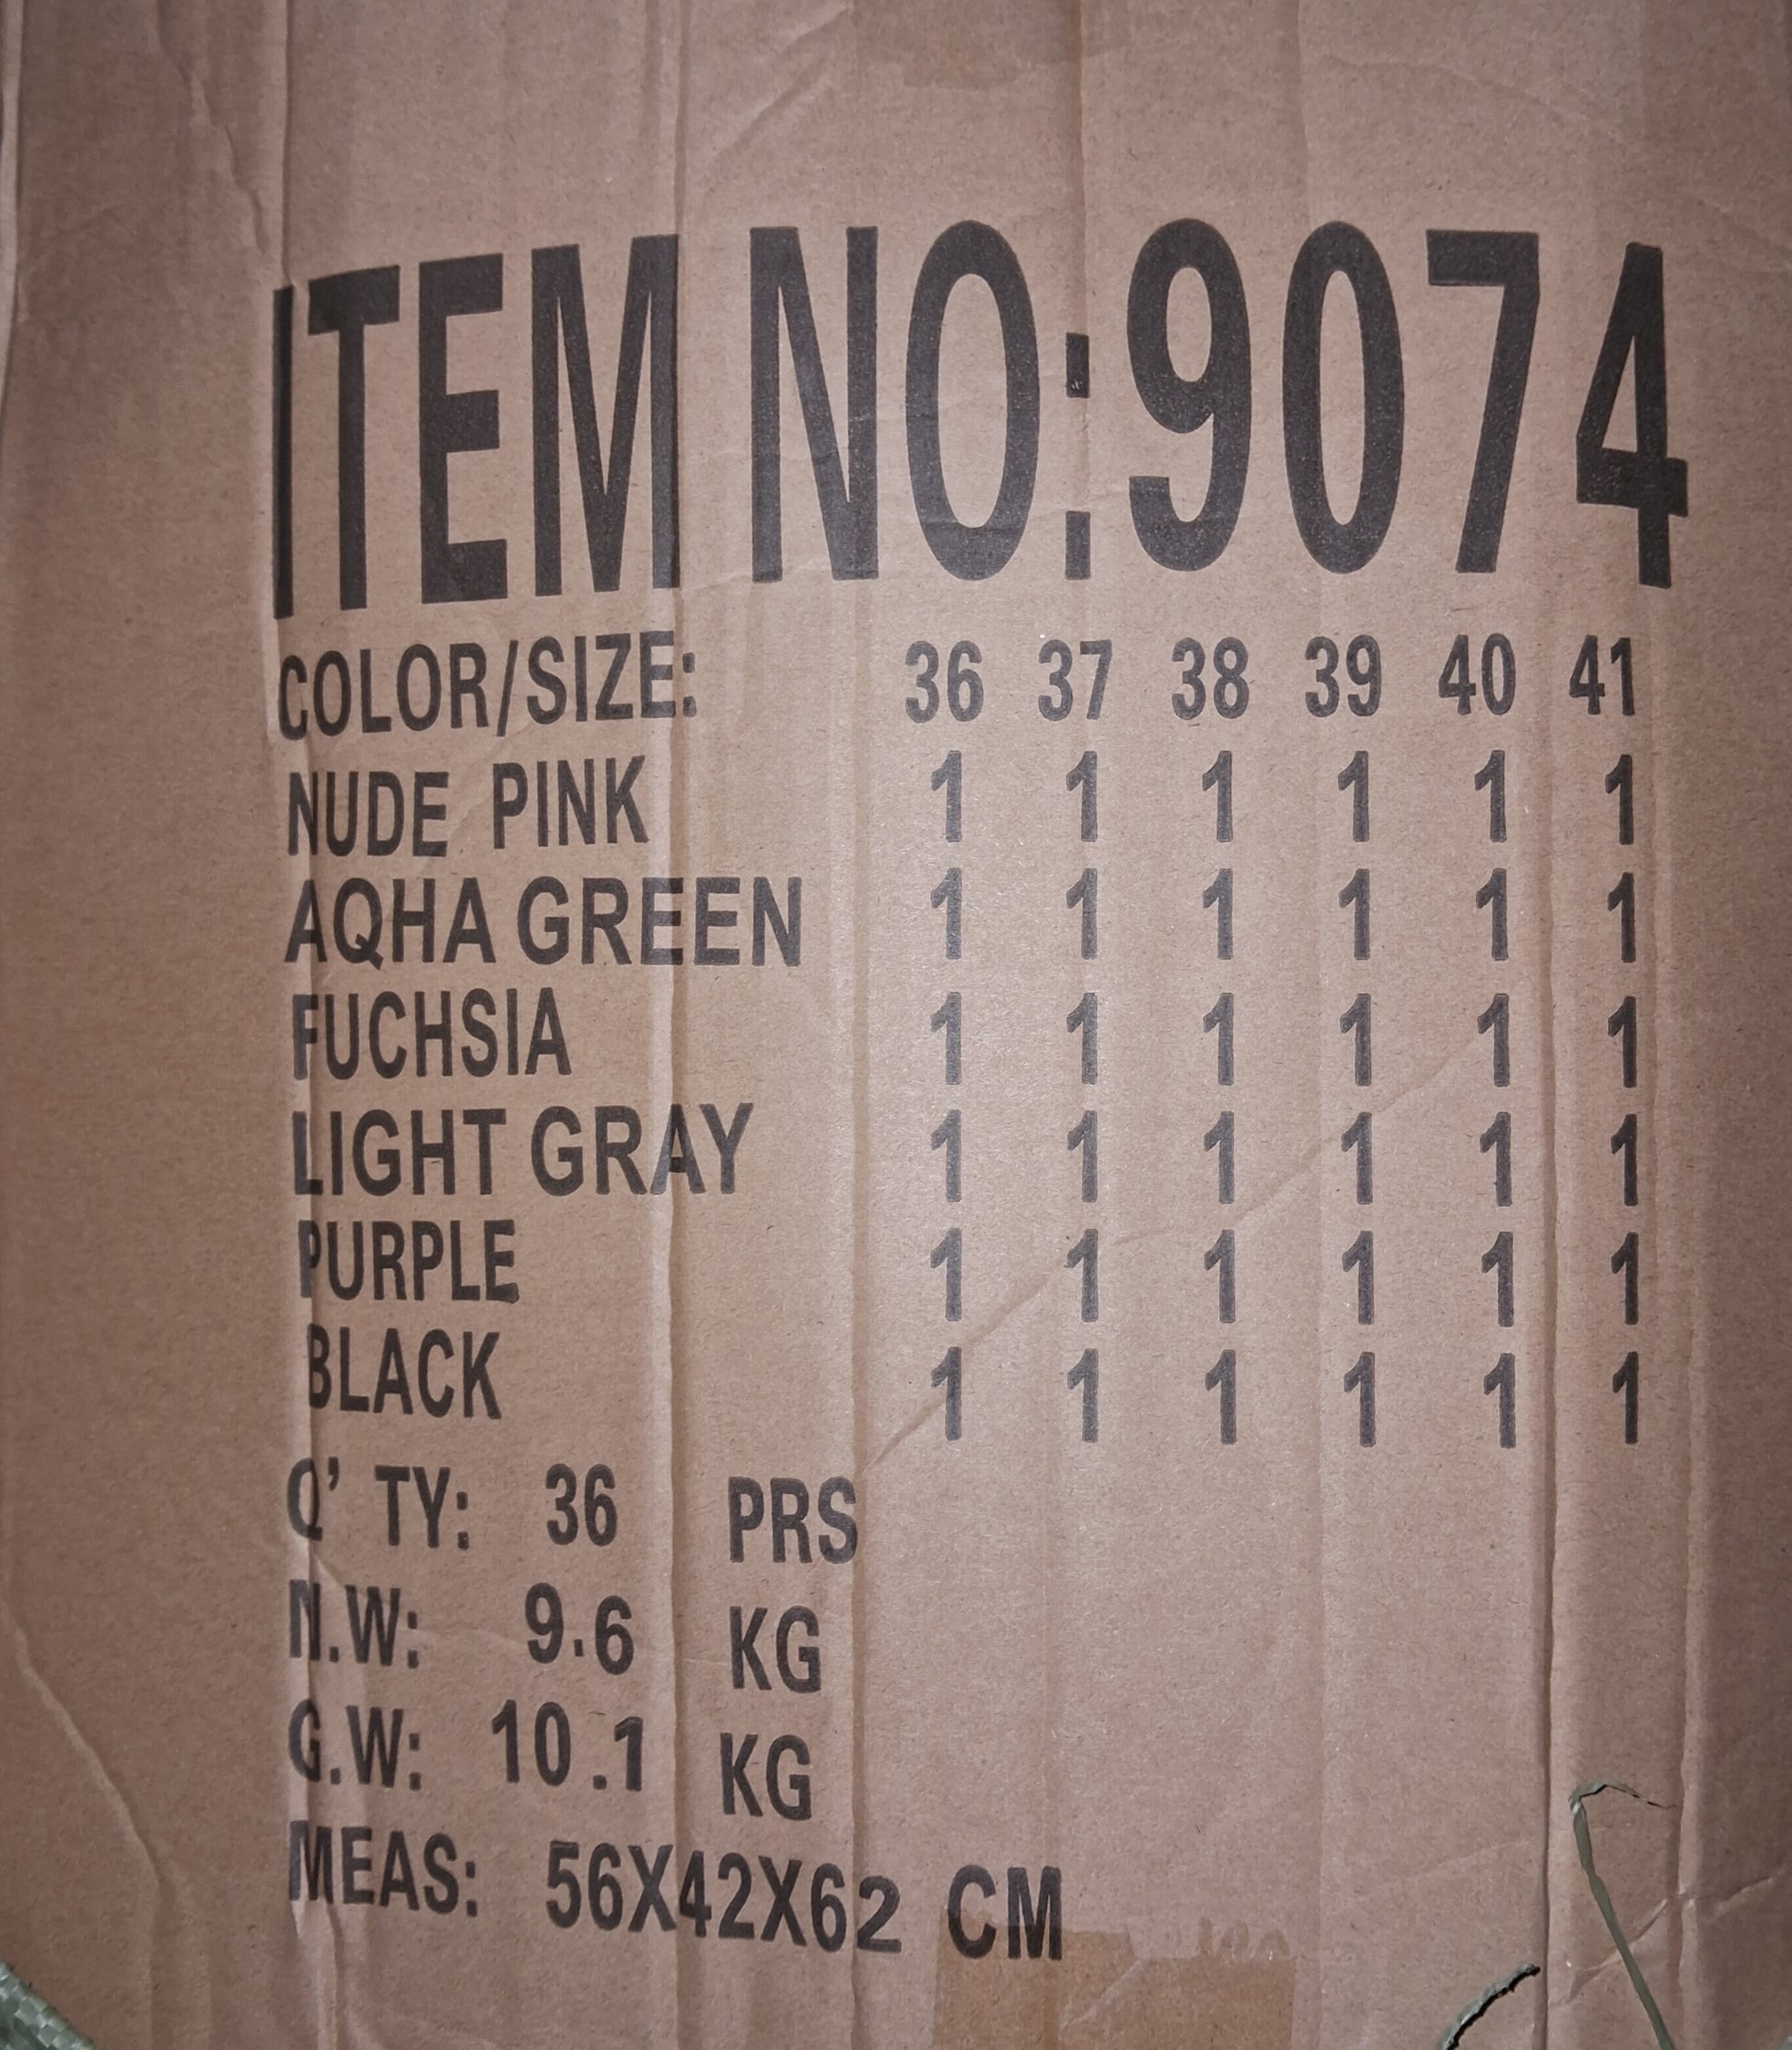 ITEM NO:9074
COLOR/SIZE: 36 37 38 39 40 41
NUDE PINK 1 1 1 1 1 1
AQHA GREEN 1 1 1 1 1 1
FUCHSIA 1 1 1 1 1 1
LIGHT GRAY 1 1 1 1 1 1
PURPLE 1 1 1 1 1 1
BLACK 1 1 1 1 1 1
Q' TY: 36 PRS
N.W: 9.6 KG
G.W: 10.1 KG
MEAS: 56X42X62 CM